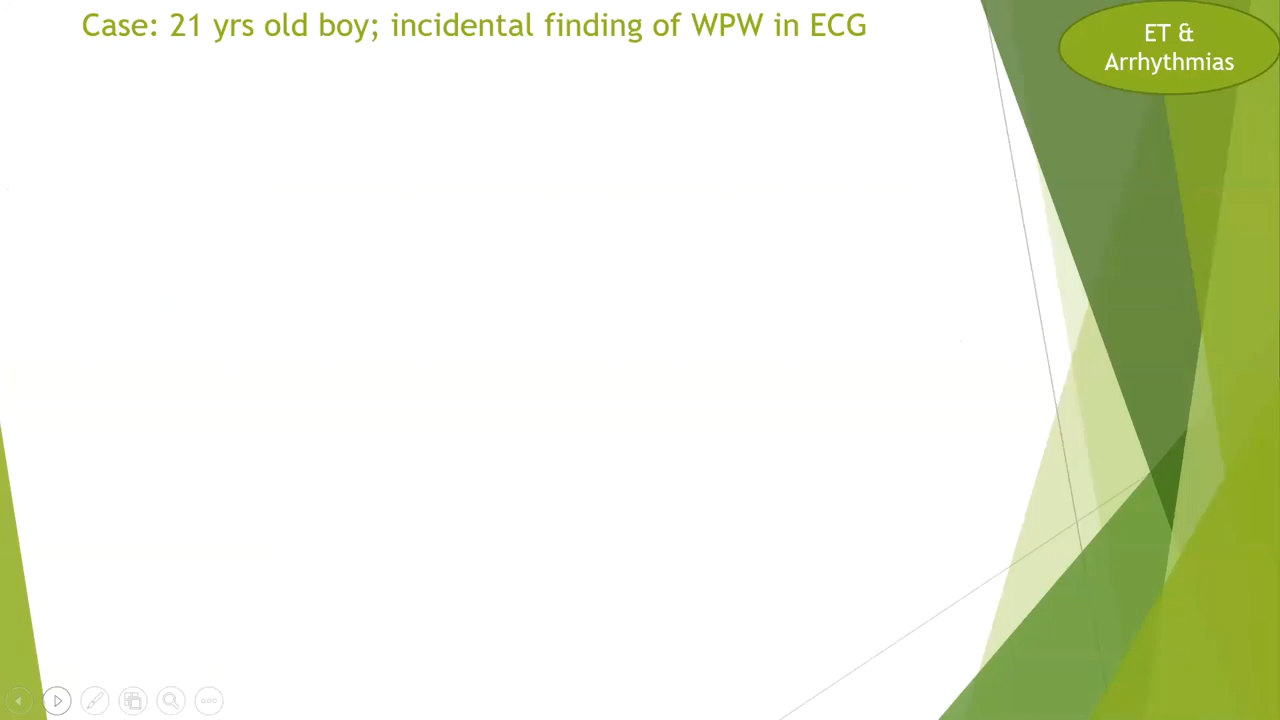 Case: 21 yrs old boy; incidental finding of WPW in ECG
ET &
Arrhythmias